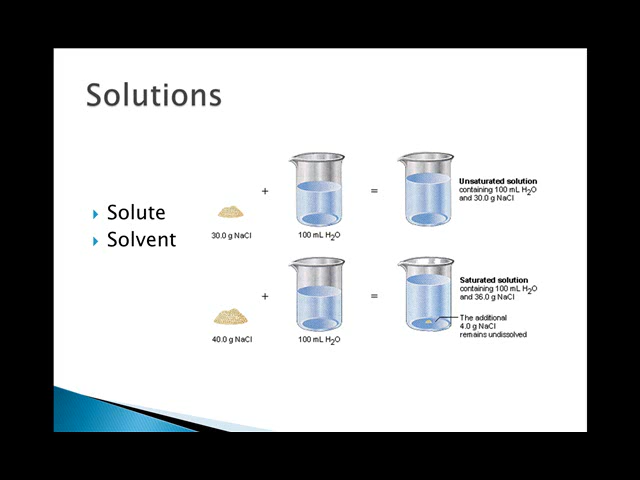 Solutions
Solute
Solvent
+
=
30.0 g NaCl
100 mL H2O
Unsaturated solution
containing 100 mL H2O
and 30.0 g NaCl
+
=
40.0 g NaCl
100 mL H2O
Saturated solution
containing 100 mL H2O
and 36.0 g NaCl
The additional
4.0 g NaCl
remains undissolved